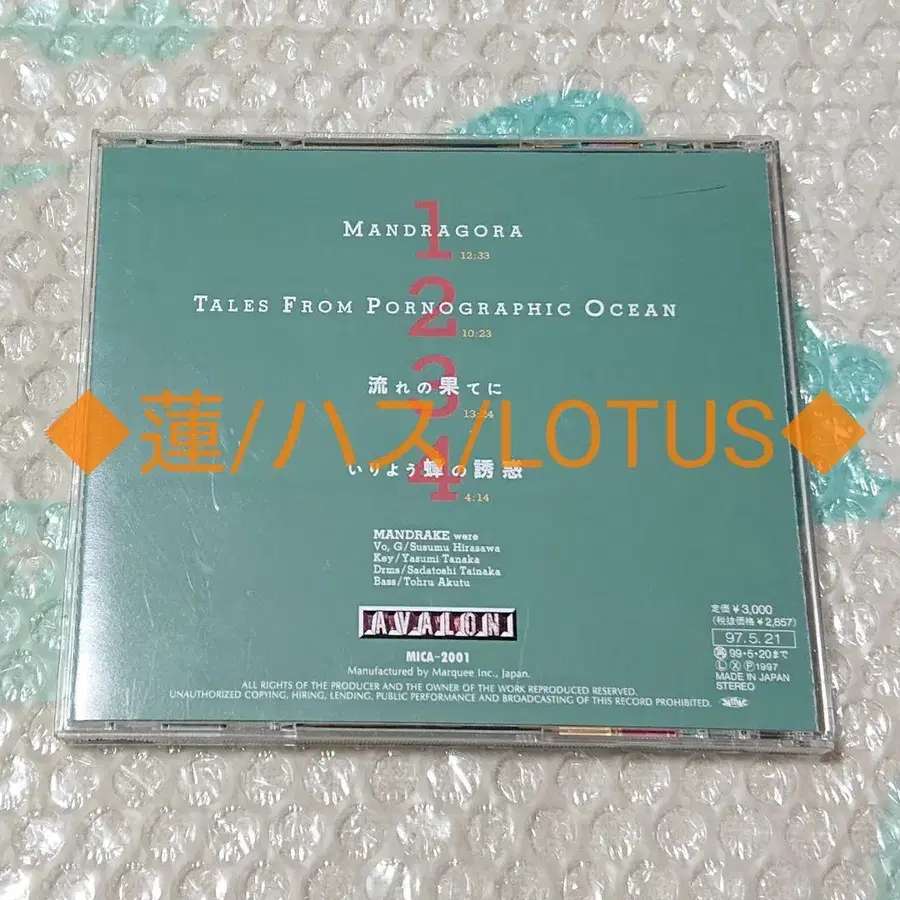 1
MANDRAGORA
12:33
2
TALES FROM PORNOGRAPHIC OCEAN
10:23
3
流れの果てに
13:24
◆蓮/ハス/LOTUS◆
4
いりよう蝉の誘惑
4:14
MANDRAKE were
Vo, G/Susumu Hirasawa
Key/Yasumi Tanaka
Drms/Sadatoshi Tainaka
Bass/Tohru Akutu
AVALON
MICA-2001
Manufactured by Marquee Inc., Japan.
ALL RIGHTS OF THE PRODUCER AND THE OWNER OF THE WORK REPRODUCED RESERVED.
UNAUTHORIZED COPYING, HIRING, LENDING, PUBLIC PERFORMANCE AND BROADCASTING OF THIS RECORD PROHIBITED.
定価¥3,000
(税抜価格¥2,857)
97.5.21
再 99・5・20まで
Ⓛ Ⓧ Ⓟ 1997
MADE IN JAPAN
STEREO